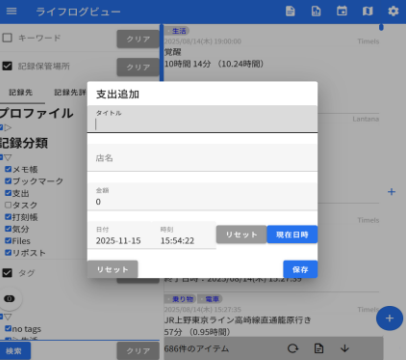 ライフログビュー
キーワード
クリア
記録保管場所
クリア
記録先
プロファイル
記録分類
メモ帳
ブックマーク
支出
タスク
打刻帳
気分
Files
リポスト
タグ
no tags
生活
検索
クリア
生活
2025/08/14(木) 19:00:00
TimeIs
覚醒
10時間 14分 (10.24時間)
Lantana
TimeIs
支出追加
タイトル
店名
金額
0
日付
2025-11-15
時刻
15:54:22
リセット
現在日時
リセット
保存
乗り物
電車
TimeIs
JR上野東京ライン高崎線直通籠原行き
57分 (0.95時間)
686件のアイテム